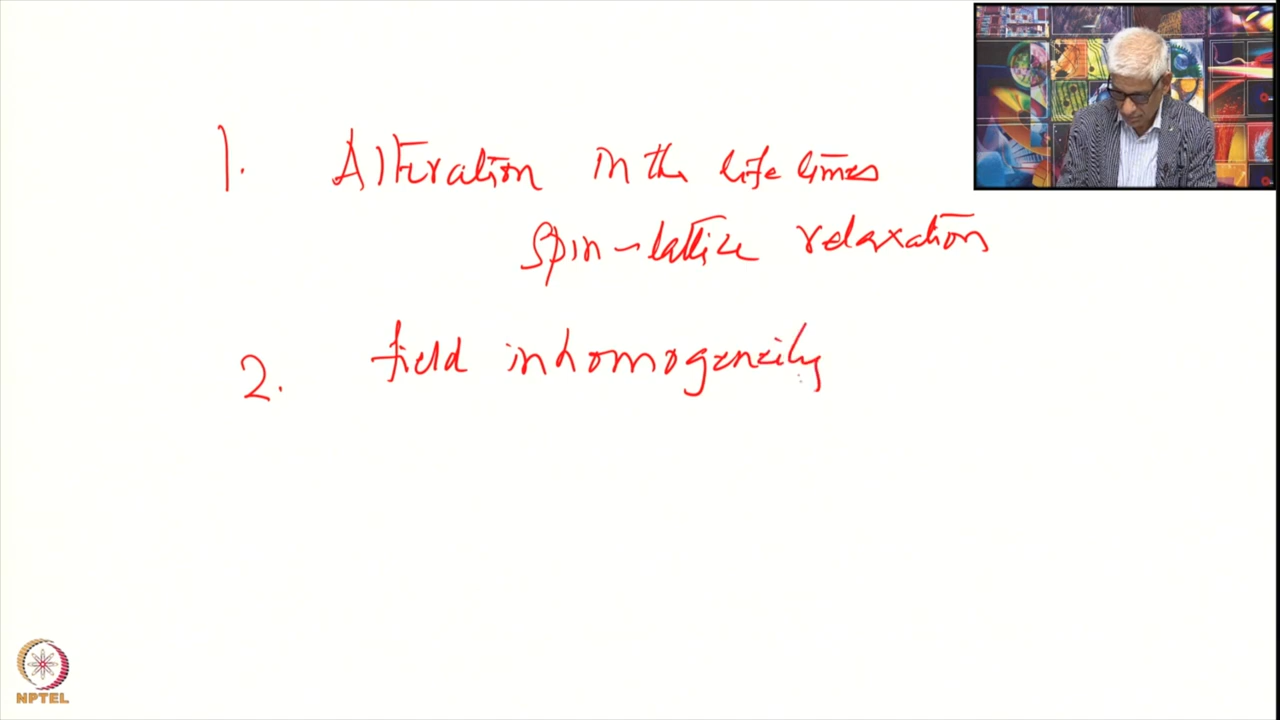 1. Alteration in the life times
spin-lattice relaxation
2. field inhomogeneity
NPTEL